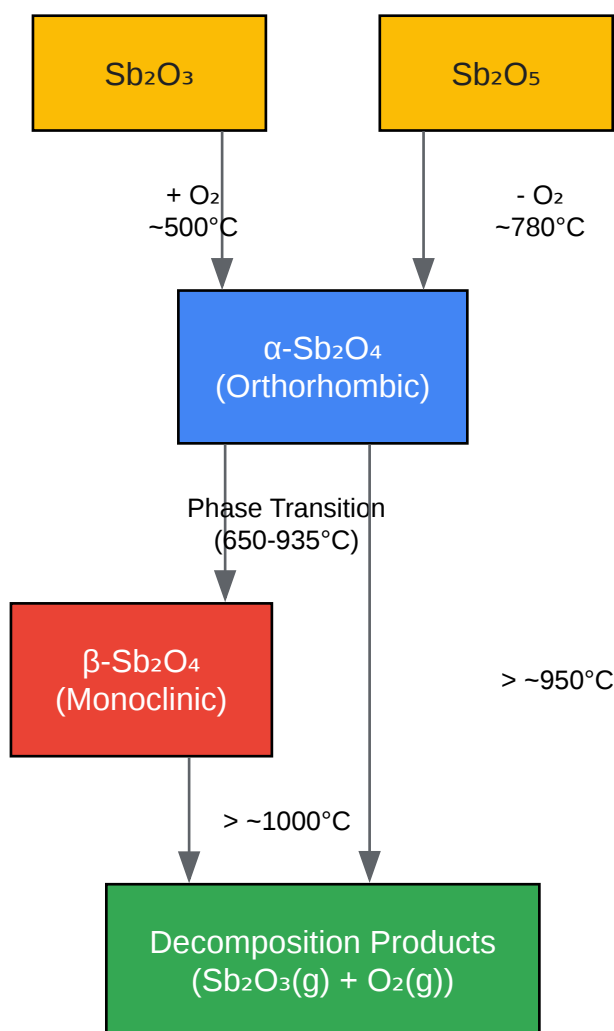 Sb₂O₃
Sb₂O₅
+ O₂
~500°C
- O₂
~780°C
α-Sb₂O₄
(Orthorhombic)
Phase Transition
(650-935°C)
β-Sb₂O₄
(Monoclinic)
> ~950°C
> ~1000°C
Decomposition Products
(Sb₂O₃(g) + O₂(g))